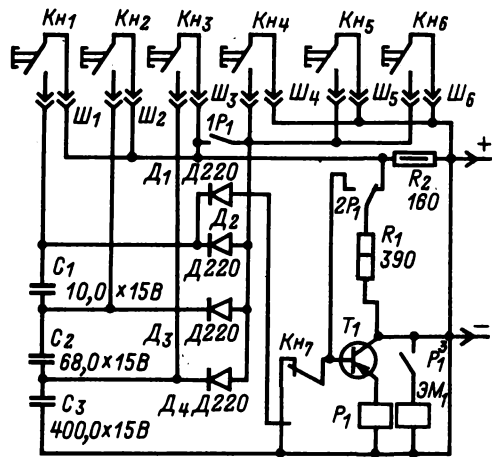 Кн₁ Кн₂ Кн₃ Кн₄ Кн₅ Кн₆
Ш₁ Ш₂ Ш₃ Ш₄ Ш₅ Ш₆
1Р₁
+
Д₁ Д220
R₂
160
2Р₁
Д₂
Д220
R₁
390
С₁
10,0×15В
С₂
68,0×15В
Д₃ Д220
Кн₇
Т₁
−
Р₁³
ЭМ₁
С₃
400,0×15В
Д₄ Д220
Р₁